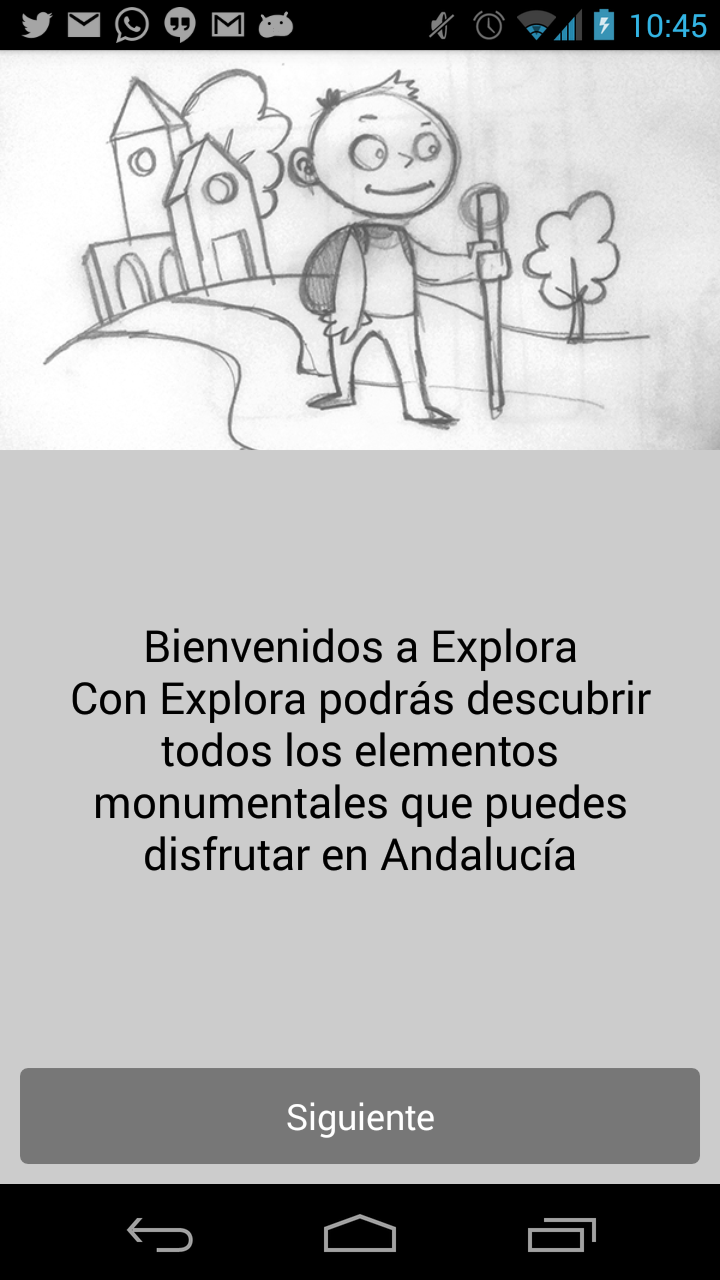 10:45
Bienvenidos a Explora
Con Explora podrás descubrir
todos los elementos
monumentales que puedes
disfrutar en Andalucía
Siguiente